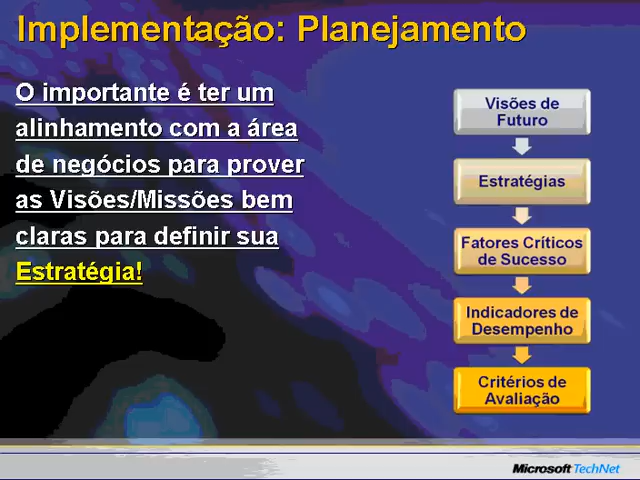 Implementação: Planejamento
O importante é ter um
alinhamento com a área
de negócios para prover
as Visões/Missões bem
claras para definir sua
Estratégia!
Visões de
Futuro
Estratégias
Fatores Críticos
de Sucesso
Indicadores de
Desempenho
Critérios de
Avaliação
Microsoft TechNet